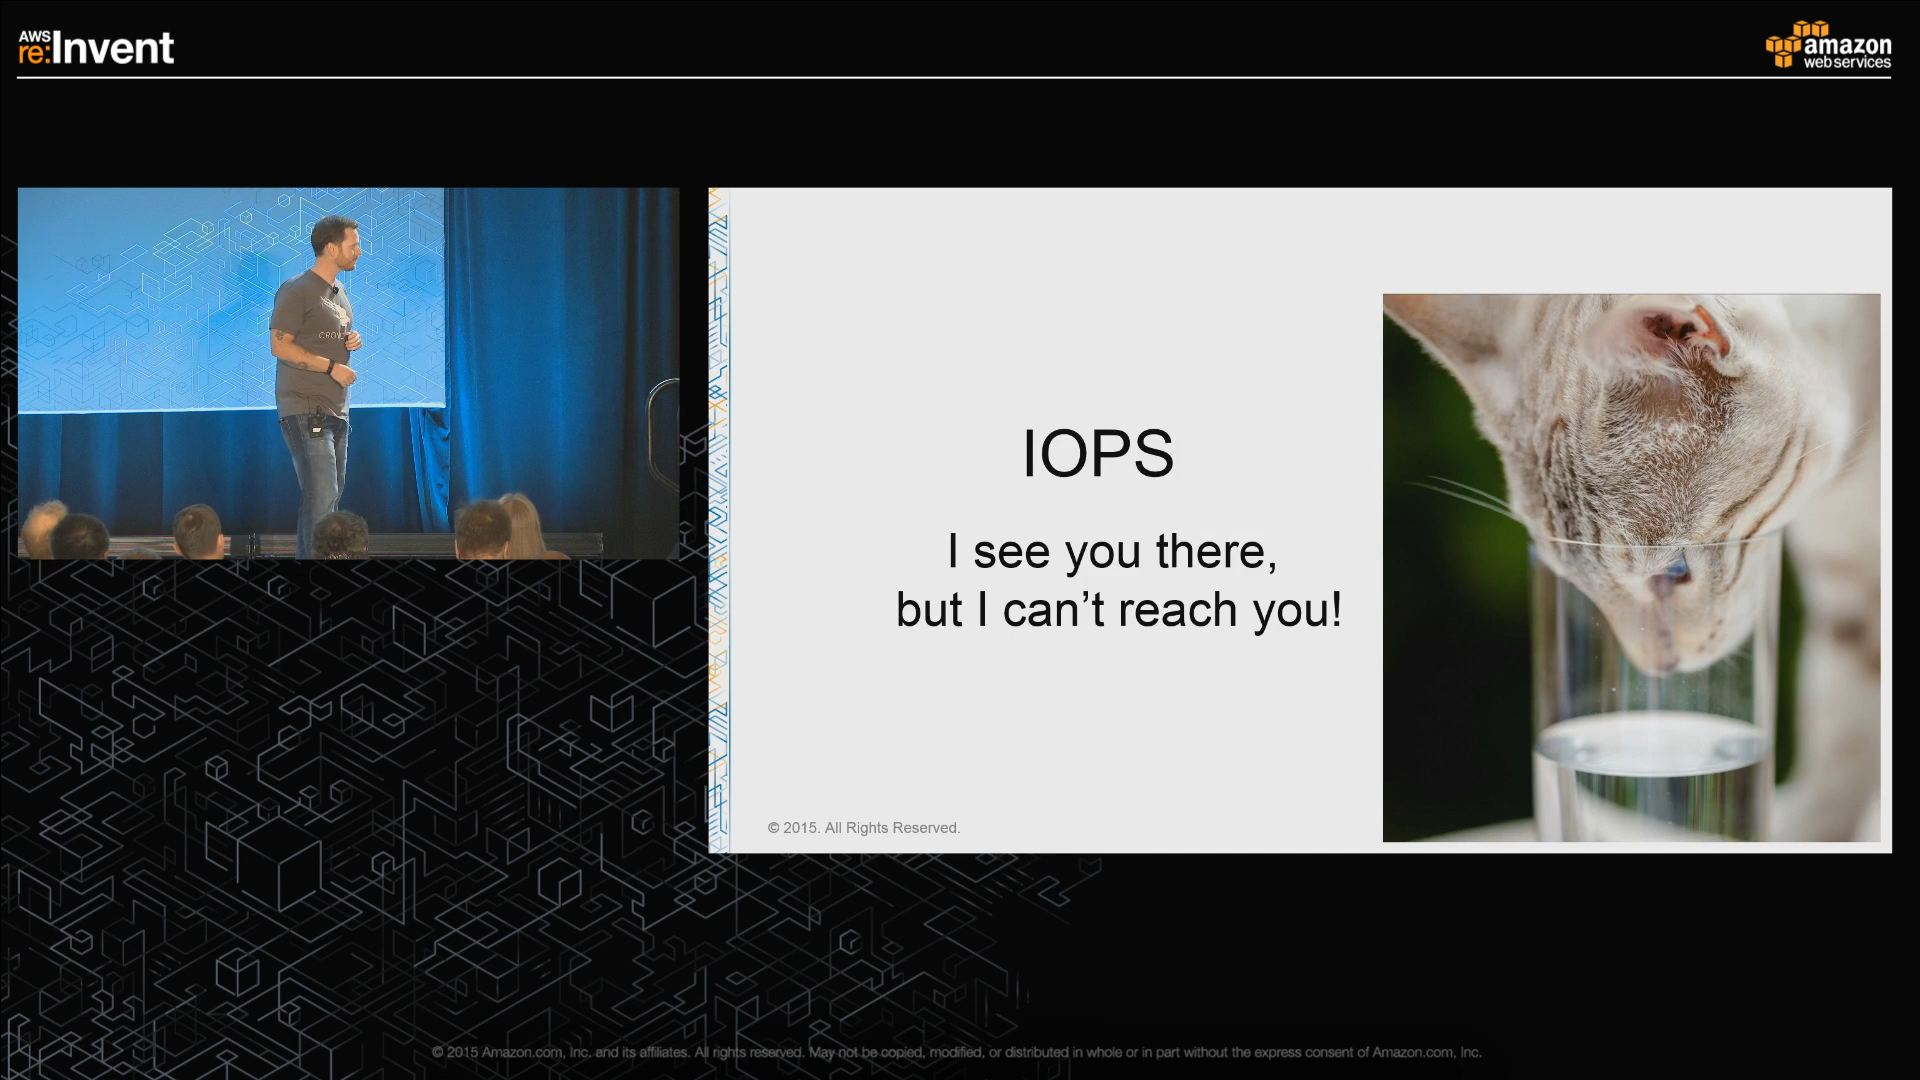 AWS
re:Invent
amazon
webservices
IOPS
I see you there,
but I can’t reach you!
© 2015. All Rights Reserved.
© 2015 Amazon.com, Inc. and its affiliates. All rights reserved. May not be copied, modified, or distributed in whole or in part without the express consent of Amazon.com, Inc.